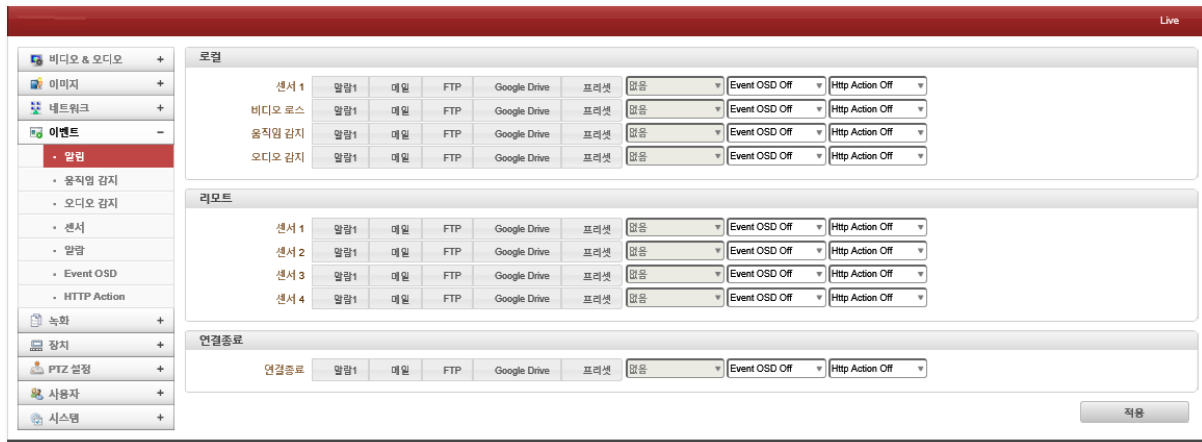 Live
비디오 & 오디오 +
이미지 +
네트워크 +
이벤트 −
• 알림
• 움직임 감지
• 오디오 감지
• 센서
• 알람
• Event OSD
• HTTP Action
녹화 +
장치 +
PTZ 설정 +
사용자 +
시스템 +
로컬
센서 1 알람1 메일 FTP Google Drive 프리셋 없음 Event OSD Off Http Action Off
비디오 로스 알람1 메일 FTP Google Drive 프리셋 없음 Event OSD Off Http Action Off
움직임 감지 알람1 메일 FTP Google Drive 프리셋 없음 Event OSD Off Http Action Off
오디오 감지 알람1 메일 FTP Google Drive 프리셋 없음 Event OSD Off Http Action Off
리모트
센서 1 알람1 메일 FTP Google Drive 프리셋 없음 Event OSD Off Http Action Off
센서 2 알람1 메일 FTP Google Drive 프리셋 없음 Event OSD Off Http Action Off
센서 3 알람1 메일 FTP Google Drive 프리셋 없음 Event OSD Off Http Action Off
센서 4 알람1 메일 FTP Google Drive 프리셋 없음 Event OSD Off Http Action Off
연결종료
연결종료 알람1 메일 FTP Google Drive 프리셋 없음 Event OSD Off Http Action Off
적용